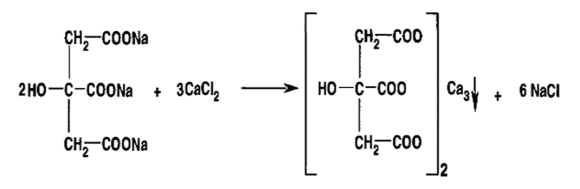 CH₂—COONa CH₂—COO
2HO—C—COONa + 3CaCl₂ ⟶ HO—C—COO Ca₃↓ + 6 NaCl
CH₂—COONa CH₂—COO
2